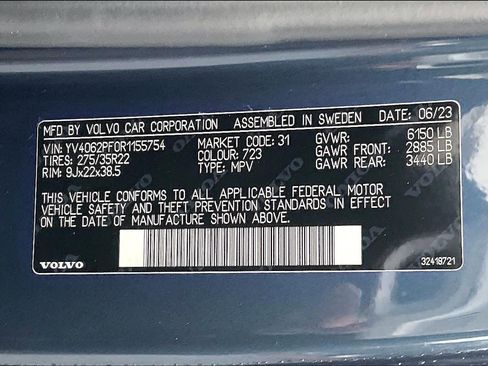 MFD BY VOLVO CAR CORPORATION ASSEMBLED IN SWEDEN DATE: 06/23
VIN: YV4062PF0R1155754 MARKET CODE: 31 GVWR: 6150 LB
TIRES: 275/35R22 COLOUR: 723 GAWR FRONT: 2885 LB
RIM: 9Jx22x38.5 TYPE: MPV GAWR REAR: 3440 LB
THIS VEHICLE CONFORMS TO ALL APPLICABLE FEDERAL MOTOR
VEHICLE SAFETY AND THEFT PREVENTION STANDARDS IN EFFECT
ON THE DATE OF MANUFACTURE SHOWN ABOVE.
VOLVO 32419721